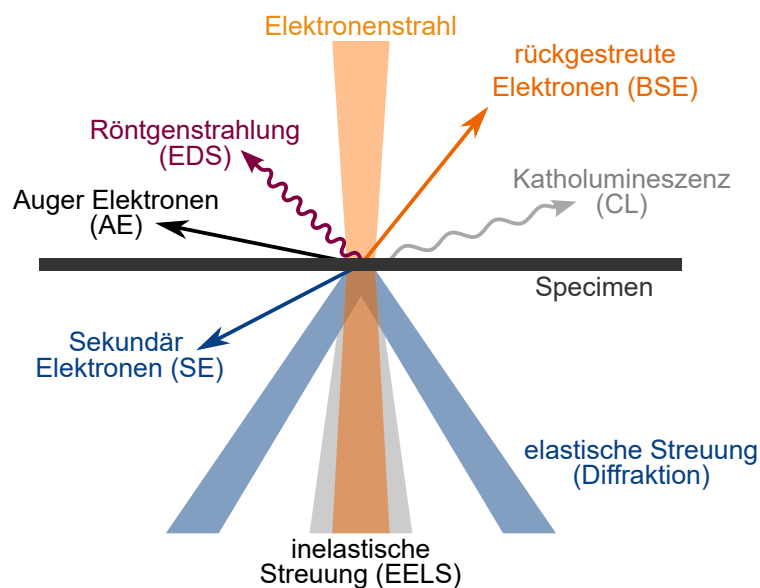 Elektronenstrahl
rückgestreute
Elektronen (BSE)
Röntgenstrahlung
(EDS)
Katholumineszenz
(CL)
Auger Elektronen
(AE)
Specimen
Sekundär
Elektronen (SE)
elastische Streuung
(Diffraktion)
inelastische
Streuung (EELS)